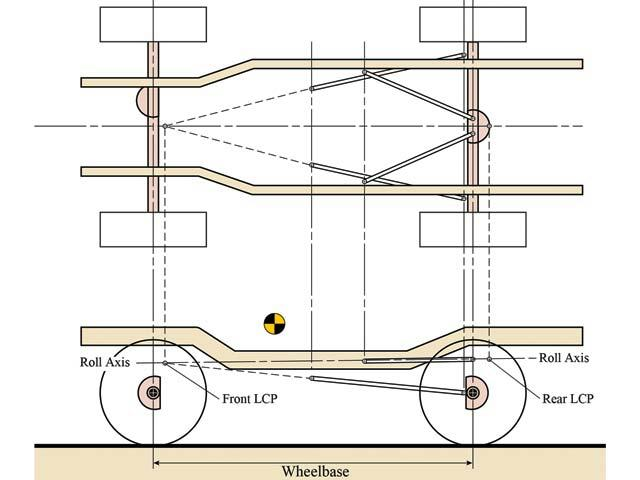 Roll Axis
Roll Axis
Front LCP
Rear LCP
Wheelbase